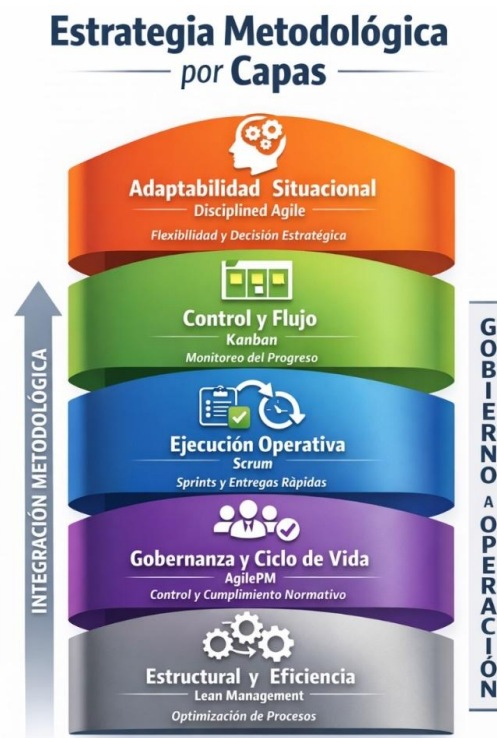 Estrategia Metodológica
por Capas
Adaptabilidad Situacional
Disciplined Agile
Flexibilidad y Decisión Estratégica
Control y Flujo
Kanban
Monitoreo del Progreso
Ejecución Operativa
Scrum
Sprints y Entregas Ràpidas
Gobernanza y Ciclo de Vida
AgilePM
Control y Cumplimiento Normativo
Estructural y Eficiencia
Lean Management
Optimización de Procesos
INTEGRACIÓN METODOLÓGICA
GOBIERNO A OPERACIÓN